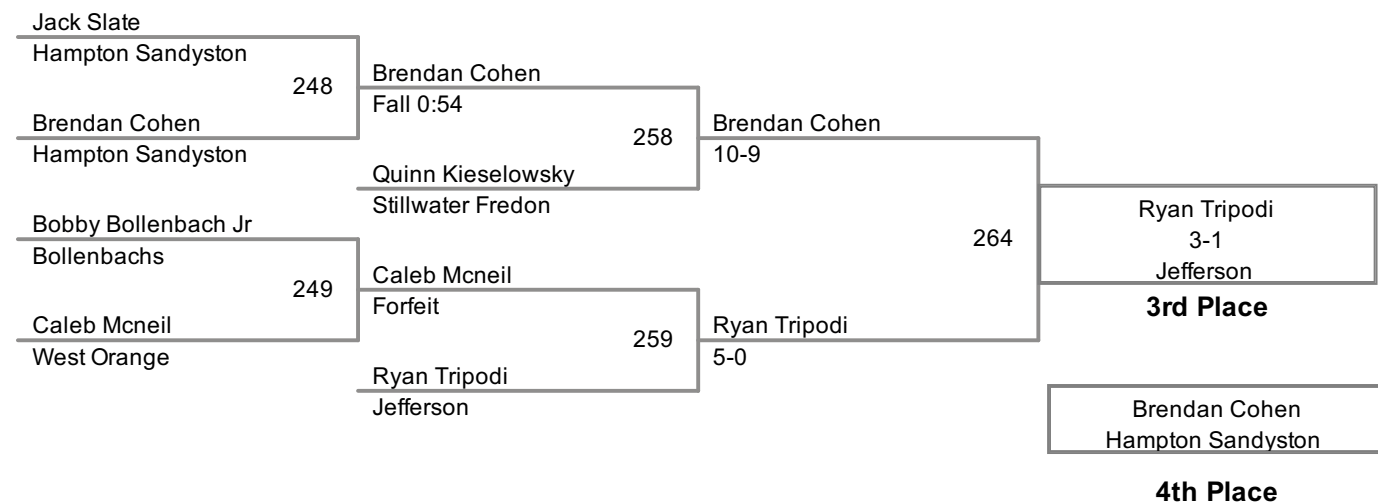 Jack Slate
Hampton Sandyston
248
Brendan Cohen
Hampton Sandyston
Bobby Bollenbach Jr
Bollenbachs
249
Caleb Mcneil
West Orange
Brendan Cohen
Fall 0:54
258
Quinn Kieselowsky
Stillwater Fredon
Caleb Mcneil
Forfeit
259
Ryan Tripodi
Jefferson
Brendan Cohen
10-9
264
Ryan Tripodi
5-0
Ryan Tripodi
3-1
Jefferson
3rd Place
Brendan Cohen
Hampton Sandyston
4th Place